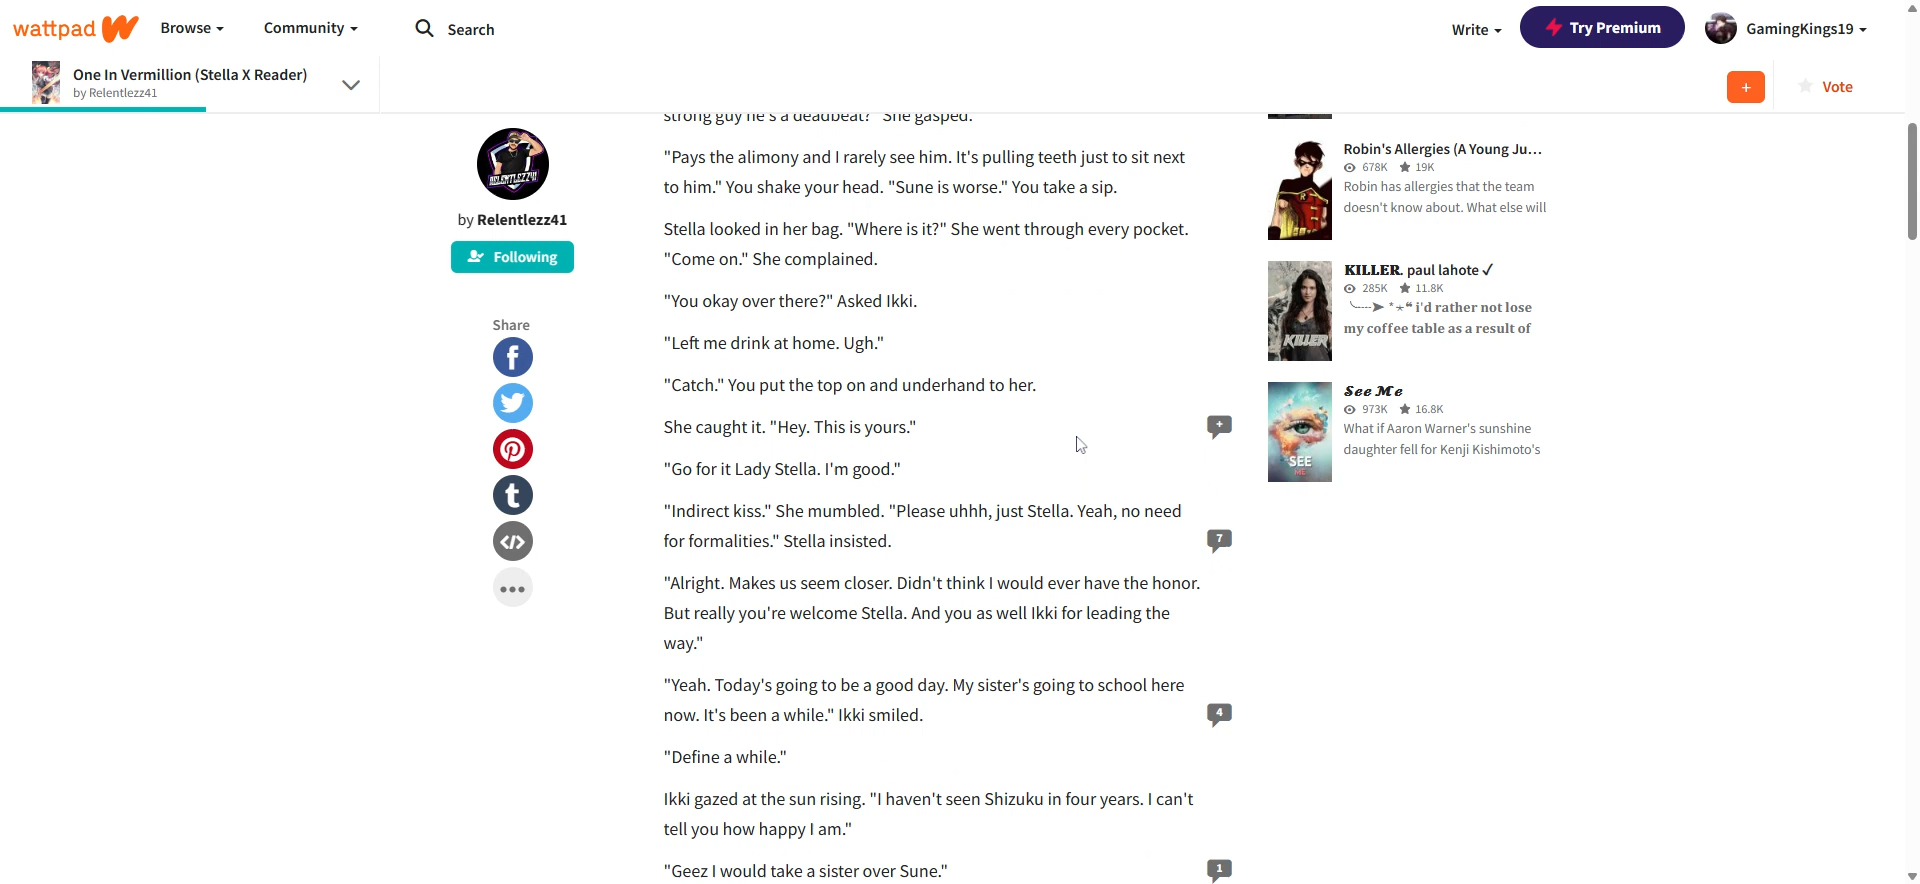 wattpad
Browse
Community
Search
Write
Try Premium
GamingKings19
One In Vermillion (Stella X Reader)
by Relentlezz41
+
Vote
RELENTLEZZ41
by Relentlezz41
Following
Share
strong guy he's a deadbeat?" She gasped.
"Pays the alimony and I rarely see him. It's pulling teeth just to sit next
to him." You shake your head. "Sune is worse." You take a sip.
Stella looked in her bag. "Where is it?" She went through every pocket.
"Come on." She complained.
"You okay over there?" Asked Ikki.
"Left me drink at home. Ugh."
"Catch." You put the top on and underhand to her.
She caught it. "Hey. This is yours."
+
"Go for it Lady Stella. I'm good."
"Indirect kiss." She mumbled. "Please uhhh, just Stella. Yeah, no need
for formalities." Stella insisted.
7
"Alright. Makes us seem closer. Didn't think I would ever have the honor.
But really you're welcome Stella. And you as well Ikki for leading the
way."
"Yeah. Today's going to be a good day. My sister's going to school here
now. It's been a while." Ikki smiled.
4
"Define a while."
Ikki gazed at the sun rising. "I haven't seen Shizuku in four years. I can't
tell you how happy I am."
"Geez I would take a sister over Sune."
1
Robin's Allergies (A Young Ju...
678K 19K
Robin has allergies that the team
doesn't know about. What else will
KILLER
𝐊𝐈𝐋𝐋𝐄𝐑. paul lahote ✓
285K 11.8K
╰┈➤ *⌁❝ i'd rather not lose
my coffee table as a result of
SEE
ME
𝓢𝓮𝓮 𝓜𝓮
973K 16.8K
What if Aaron Warner's sunshine
daughter fell for Kenji Kishimoto's